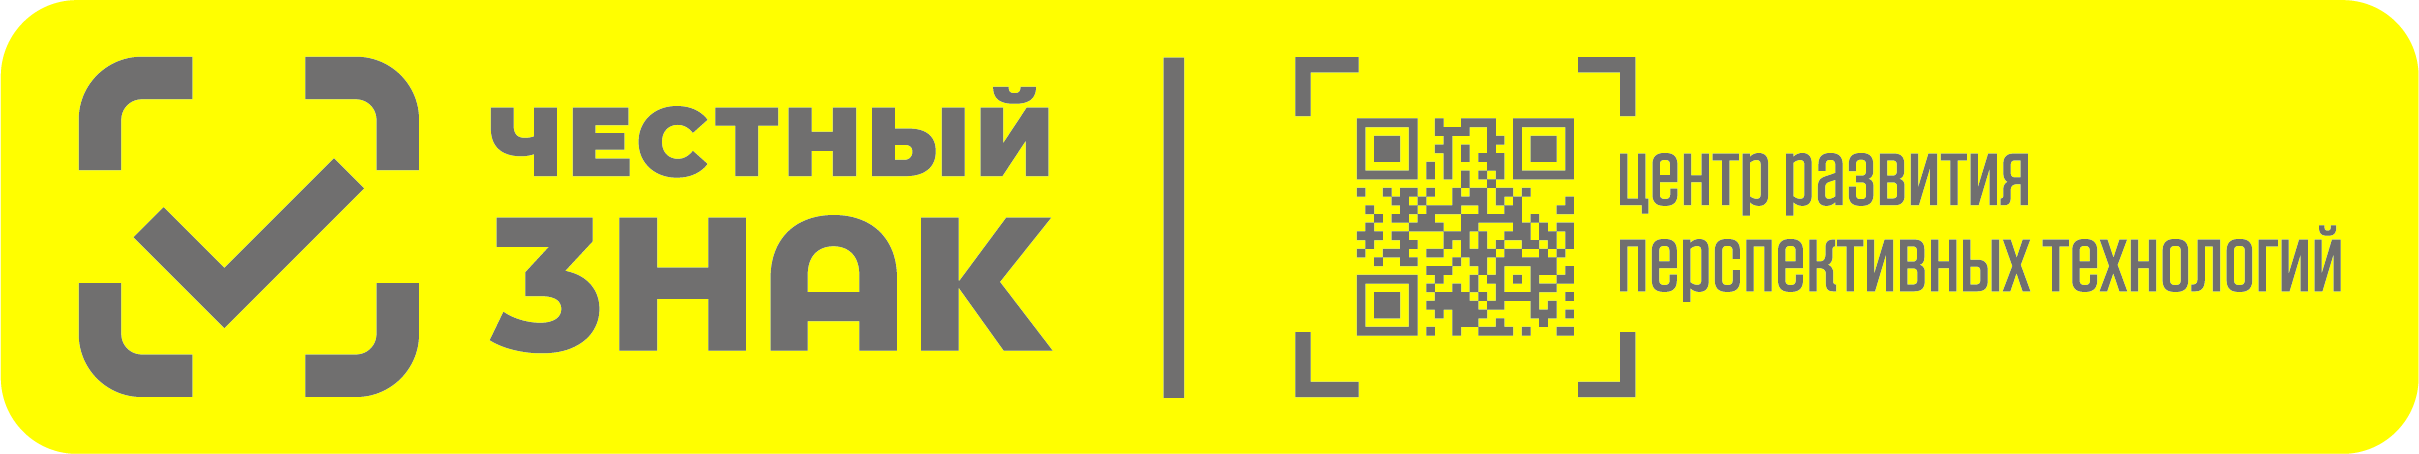 ЧЕСТНЫЙ
ЗНАК
центр развития
перспективных технологий